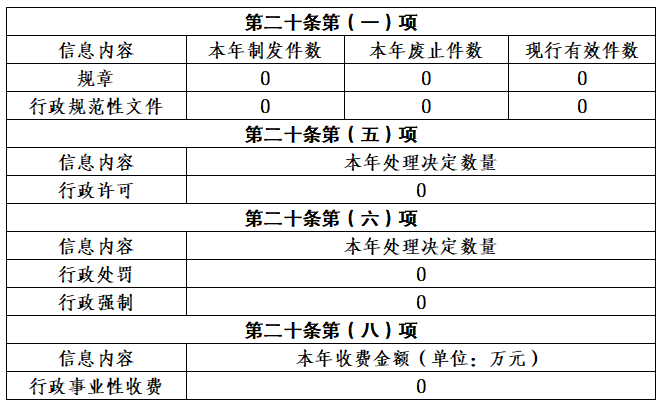 第二十条第（一）项
信息内容 本年制发件数 本年废止件数 现行有效件数
规章 0 0 0
行政规范性文件 0 0 0
第二十条第（五）项
信息内容 本年处理决定数量
行政许可 0
第二十条第（六）项
信息内容 本年处理决定数量
行政处罚 0
行政强制 0
第二十条第（八）项
信息内容 本年收费金额（单位：万元）
行政事业性收费 0